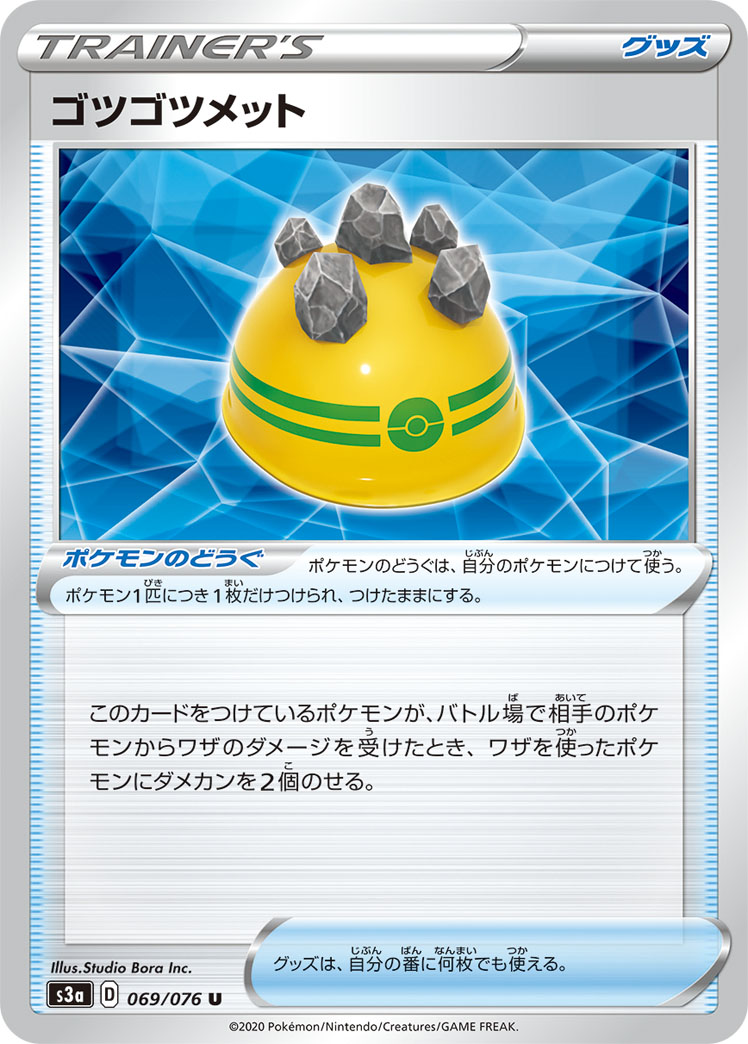 TRAINER'S グッズ
ゴツゴツメット
ポケモンのどうぐ ポケモンのどうぐは、自分のポケモンにつけて使う。
ポケモン1匹につき1枚だけつけられ、つけたままにする。
このカードをつけているポケモンが、バトル場で相手のポケ
モンからワザのダメージを受けたとき、ワザを使ったポケ
モンにダメカンを2個のせる。
Illus.Studio Bora Inc.
グッズは、自分の番に何枚でも使える。
s3a D 069/076 U
©2020 Pokémon/Nintendo/Creatures/GAME FREAK.